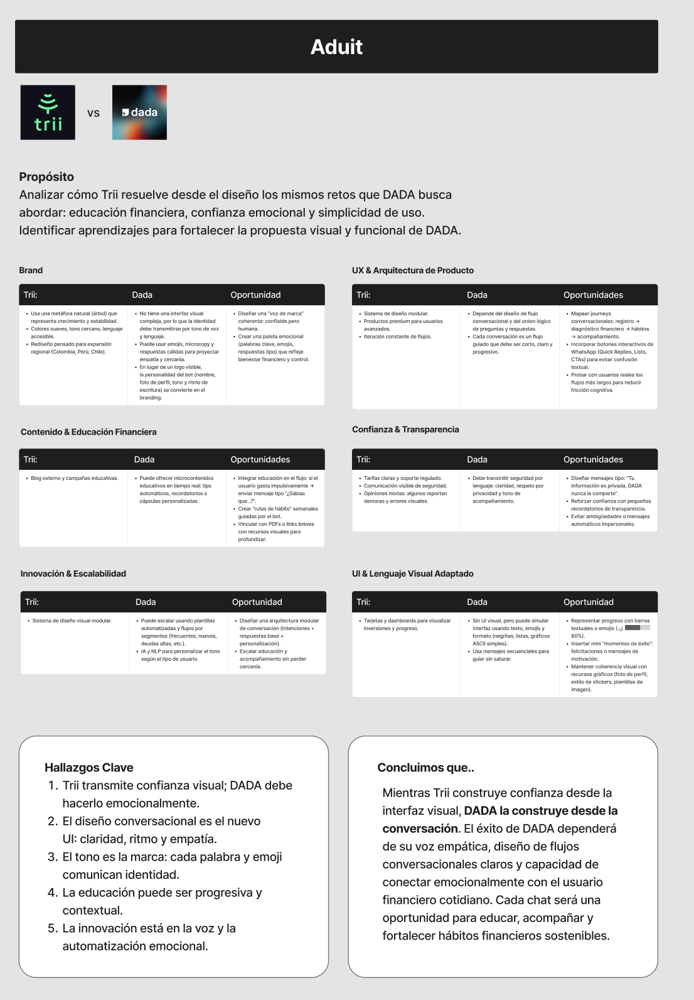 Aduit
trii
vs
dada
Propósito
Analizar cómo Trii resuelve desde el diseño los mismos retos que DADA busca
abordar: educación financiera, confianza emocional y simplicidad de uso.
Identificar aprendizajes para fortalecer la propuesta visual y funcional de DADA.
Brand
Trii:
Dada
Oportunidad
• Usa una metáfora natural (árbol) que
representa crecimiento y estabilidad.
• Colores suaves, tono cercano, lenguaje
accesible.
• Rediseño pensado para expansión
regional (Colombia, Perú, Chile).
• No tiene una interfaz visual
compleja, por lo que la identidad
debe transmitirse por tono de voz
y lenguaje.
• Puede usar emojis, microcopy y
respuestas cálidas para proyectar
empatía y cercanía.
• En lugar de un logo visible,
la personalidad del bot (nombre,
foto de perfil, tono y ritmo de
escritura) se convierte en el
branding.
• Diseñar una “voz de marca”
coherente: confiable pero
humana.
• Crear una paleta emocional
(palabras clave, emojis,
respuestas tipo) que refleje
bienestar financiero y control.
UX & Arquitectura de Producto
Trii:
Dada
Oportunidades
• Sistema de diseño modular.
• Productos premium para usuarios
avanzados.
• Iteración constante de flujos.
• Depende del diseño de flujo
conversacional y del orden lógico
de preguntas y respuestas.
• Cada conversación es un flujo
guiado que debe ser corto, claro y
progresivo.
• Mapear journeys
conversacionales: registro →
diagnóstico financiero → hábitos
→ acompañamiento.
• Incorporar botones interactivos de
WhatsApp (Quick Replies, Lists,
CTAs) para evitar confusión
textual.
• Probar con usuarios reales los
flujos más largos para reducir
fricción cognitiva.
Contenido & Educación Financiera
Trii:
Dada
Oportunidades
• Blog externo y campañas educativas.
• Puede ofrecer microcontenidos
educativos en tiempo real: tips
automáticos, recordatorios o
cápsulas personalizadas.
• Integrar educación en el flujo: si el
usuario gasta impulsivamente →
enviar mensaje tipo “¿Sabías
que...?”.
• Crear “rutas de hábito” semanales
guiadas por el bot.
• Vincular con PDFs o links breves
con recursos visuales para
profundizar.
Confianza & Transparencia
Trii:
Dada
Oportunidades
• Tarifas claras y soporte regulado.
• Comunicación visible de seguridad.
• Opiniones mixtas: algunos reportan
demoras y errores visuales.
• Debe transmitir seguridad por
lenguaje: claridad, respeto por
privacidad y tono de
acompañamiento.
• Diseñar mensajes tipo: “Tu
información es privada, DADA
nunca la comparte”.
• Reforzar confianza con pequeños
recordatorios de transparencia.
• Evitar ambigüedades o mensajes
automáticos impersonales.
Innovación & Escalabilidad
Trii:
Dada
Oportunidad
• Sistema de diseño visual modular.
• Puede escalar usando plantillas
automatizadas y flujos por
segmentos (frecuentes, nuevos,
deudas altas, etc.).
• IA y NLP para personalizar el tono
según el tipo de usuario.
• Diseñar una arquitectura modular
de conversación (intenciones +
respuestas base +
personalización).
• Escalar educación y
acompañamiento sin perder
cercanía.
UI & Lenguaje Visual Adaptado
Trii:
Dada
Oportunidad
• Tarjetas y dashboards para visualizar
inversiones y progreso.
• Sin UI visual, pero puede simular
interfaz usando texto, emojis y
formato (negritas, listas, gráficos
ASCII simples).
• Usa mensajes secuenciales para
guiar sin saturar.
• Representar progreso con barras
textuales o emojis (📊 ▓▓▓▓▓░░░
60%).
• Insertar mini “momentos de éxito”:
felicitaciones o mensajes de
motivación.
• Mantener coherencia visual con
recursos gráficos (foto de perfil,
estilo de stickers, plantillas de
imagen).
Hallazgos Clave
1. Trii transmite confianza visual; DADA debe
hacerlo emocionalmente.
2. El diseño conversacional es el nuevo
UI: claridad, ritmo y empatía.
3. El tono es la marca: cada palabra y emoji
comunican identidad.
4. La educación puede ser progresiva y
contextual.
5. La innovación está en la voz y la
automatización emocional.
Concluimos que..
Mientras Trii construye confianza desde la
interfaz visual, DADA la construye desde la
conversación. El éxito de DADA dependerá
de su voz empática, diseño de flujos
conversacionales claros y capacidad de
conectar emocionalmente con el usuario
financiero cotidiano. Cada chat será una
oportunidad para educar, acompañar y
fortalecer hábitos financieros sostenibles.